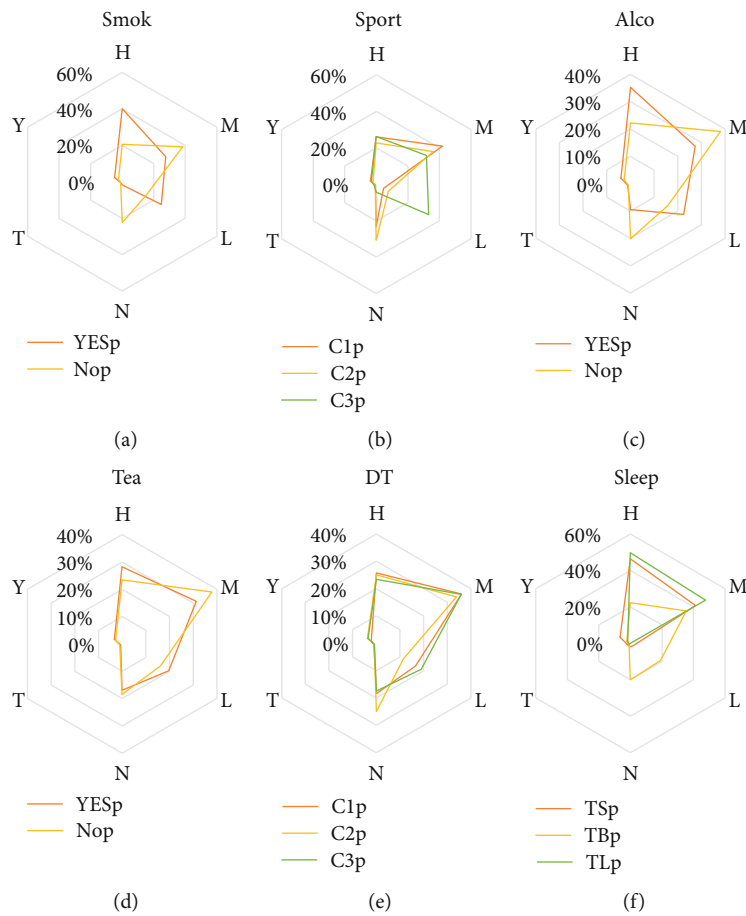 Smok
H
60%
40%
20%
0%
Y
M
T
L
N
YESp
Nop
(a)
Sport
H
60%
40%
20%
0%
Y
M
T
L
N
C1p
C2p
C3p
(b)
Alco
H
40%
30%
20%
10%
0%
Y
M
T
L
N
YESp
Nop
(c)
Tea
H
40%
30%
20%
10%
0%
Y
M
T
L
N
YESp
Nop
(d)
DT
H
40%
30%
20%
10%
0%
Y
M
T
L
N
C1p
C2p
C3p
(e)
Sleep
H
60%
40%
20%
0%
Y
M
T
L
N
TSp
TBp
TLp
(f)